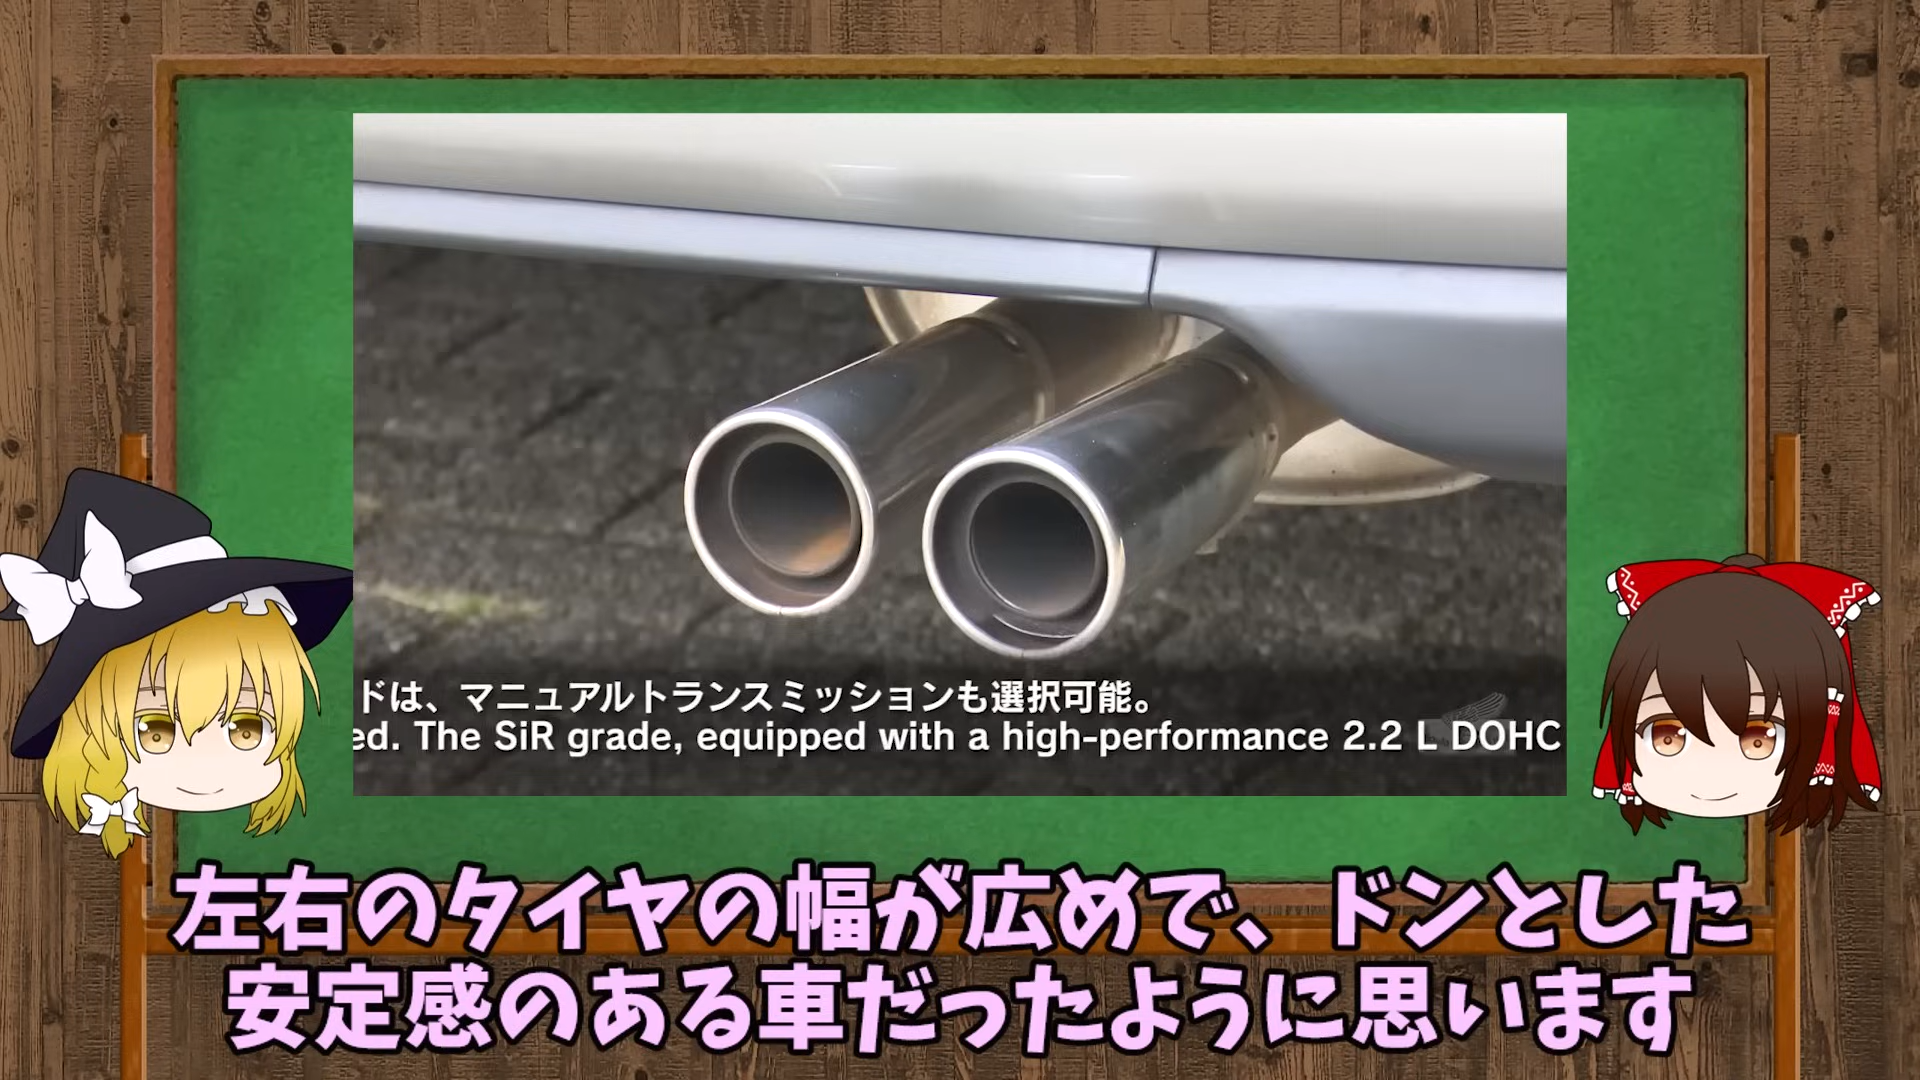 ドは、マニュアルトランスミッションも選択可能。
ed. The SiR grade, equipped with a high-performance 2.2 L DOHC
左右のタイヤの幅が広めで、ドンとした
安定感のある車だったように思います